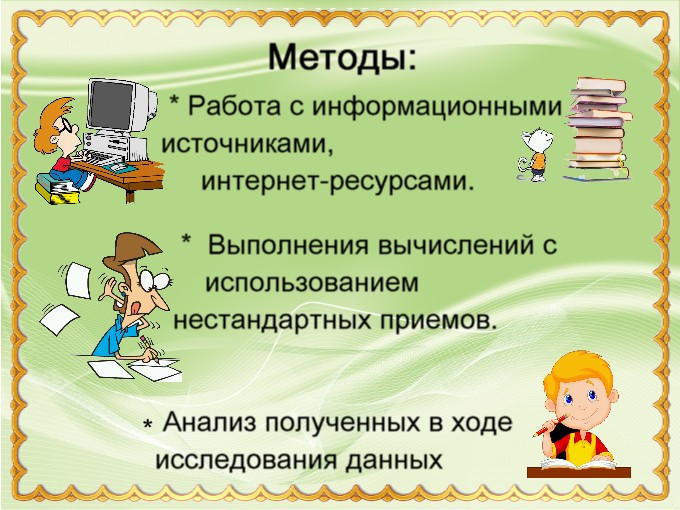 Методы:
* Работа с информационными
источниками,
интернет-ресурсами.
* Выполнения вычислений с
использованием
нестандартных приемов.
* Анализ полученных в ходе
исследования данных